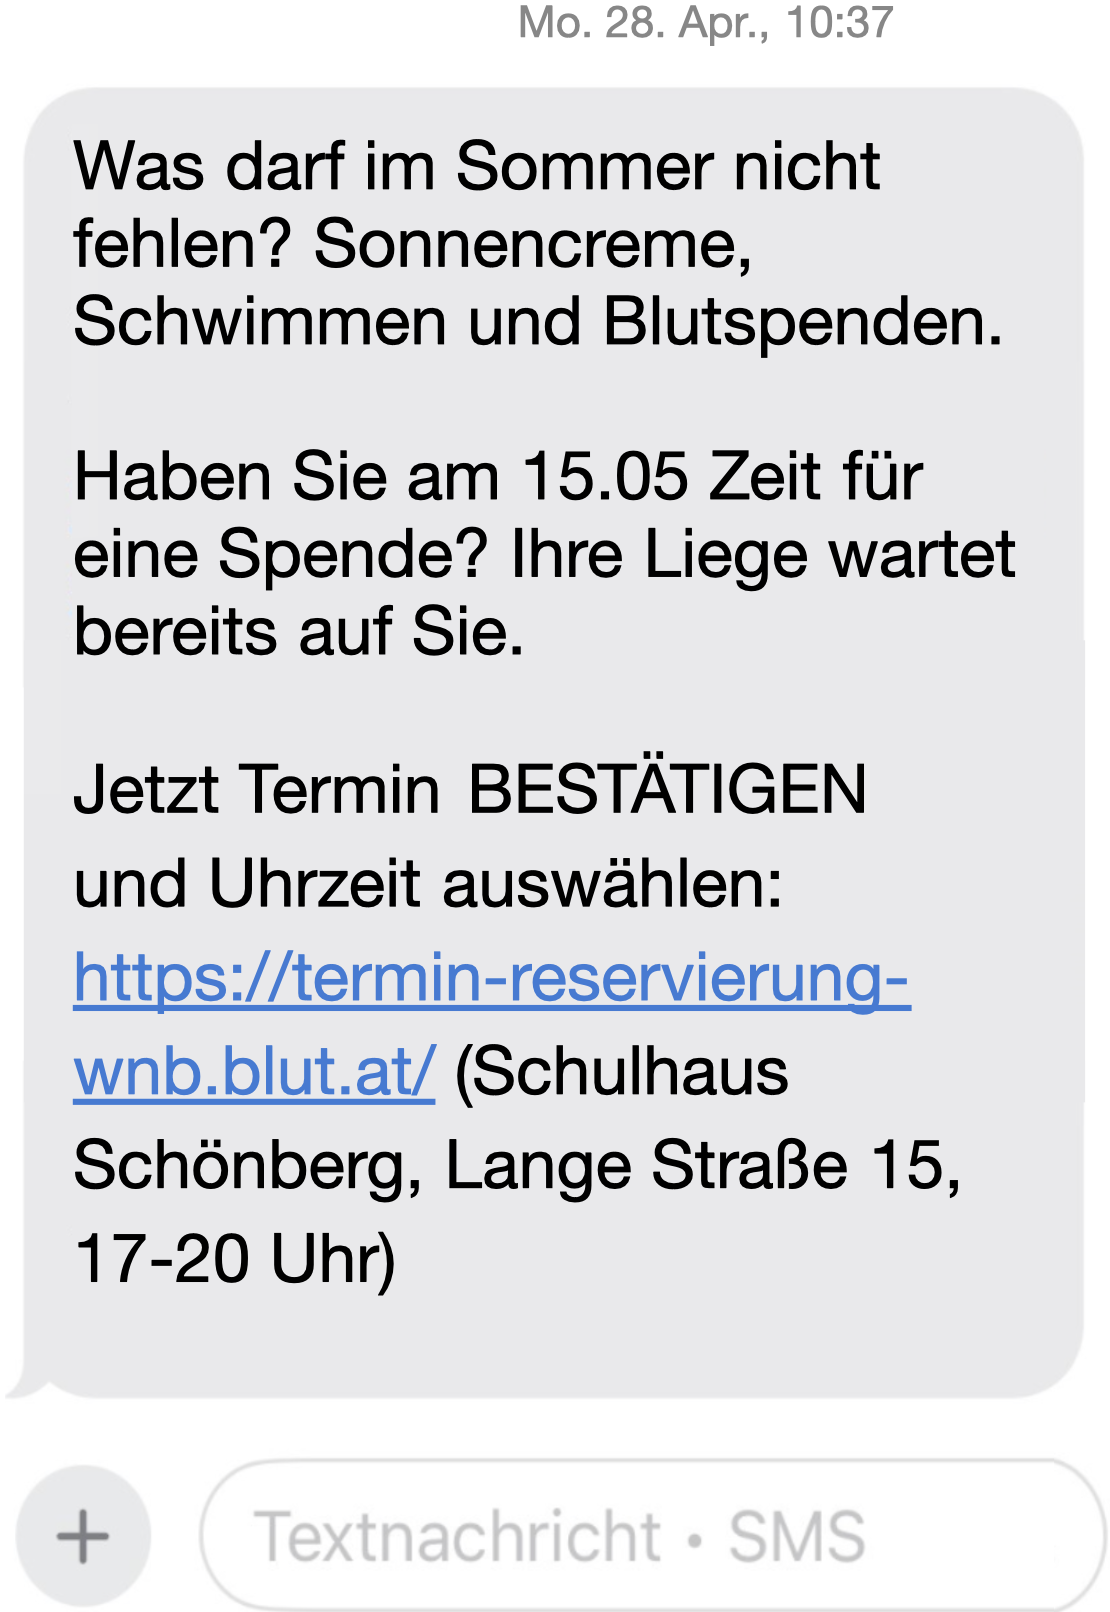 Mo. 28. Apr., 10:37
Was darf im Sommer nicht
fehlen? Sonnencreme,
Schwimmen und Blutspenden.
Haben Sie am 15.05 Zeit für
eine Spende? Ihre Liege wartet
bereits auf Sie.
Jetzt Termin BESTÄTIGEN
und Uhrzeit auswählen:
https://termin-reservierung-
wnb.blut.at/ (Schulhaus
Schönberg, Lange Straße 15,
17-20 Uhr)
+
Textnachricht • SMS